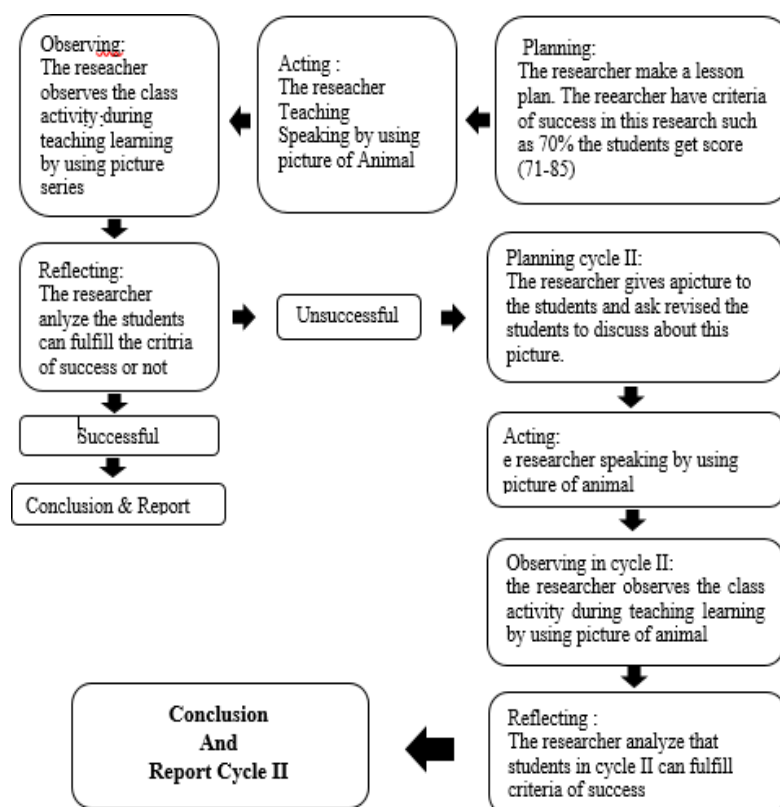 Planning:
The researcher make a lesson
plan. The reearcher have criteria
of success in this research such
as 70% the students get score
(71-85)
Acting :
The reseacher
Teaching
Speaking by using
picture of Animal
Observing:
The reseacher
observes the class
activity during
teaching learning
by using picture
series
Reflecting:
The researcher
anlyze the students
can fulfill the critria
of success or not
Unsuccessful
Successful
Conclusion & Report
Planning cycle II:
The researcher gives apicture to
the students and ask revised the
students to discuss about this
picture.
Acting:
e researcher speaking by using
picture of animal
Observing in cycle II:
the researcher observes the class
activity during teaching learning
by using picture of animal
Reflecting :
The researcher analyze that
students in cycle II can fulfill
criteria of success
Conclusion
And
Report Cycle II